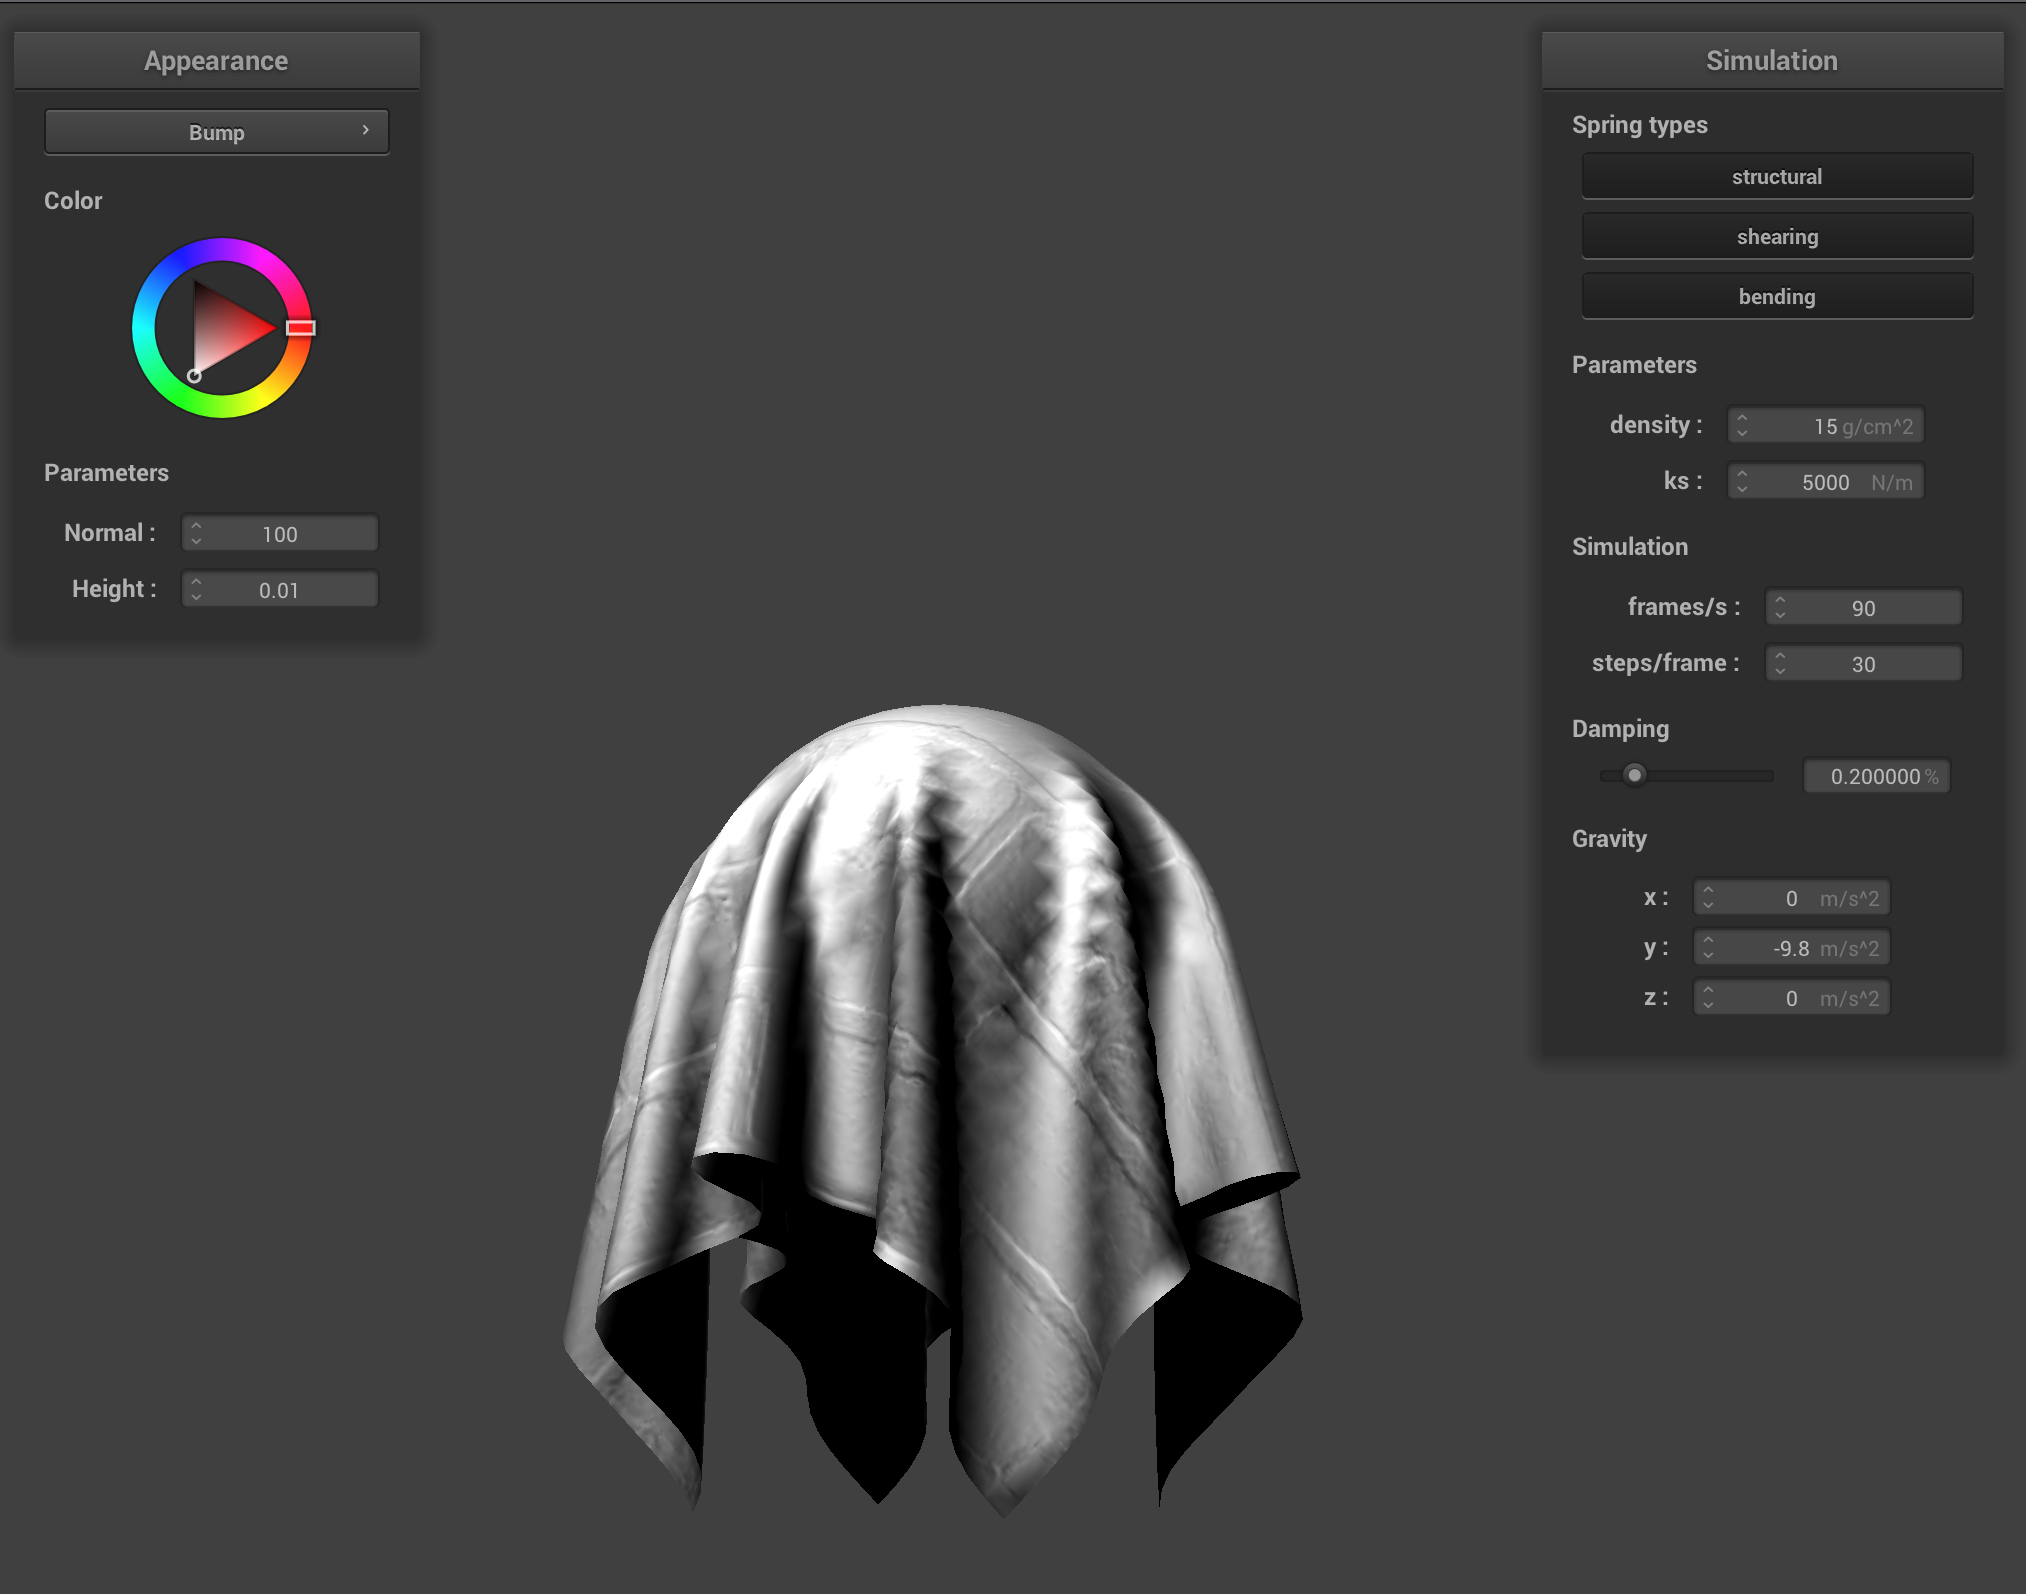 Appearance
Bump
Color
Parameters
Normal : 100
Height : 0.01
Simulation
Spring types
structural
shearing
bending
Parameters
density : 15 g/cm^2
ks : 5000 N/m
Simulation
frames/s : 90
steps/frame : 30
Damping
0.200000 %
Gravity
x : 0 m/s^2
y : -9.8 m/s^2
z : 0 m/s^2